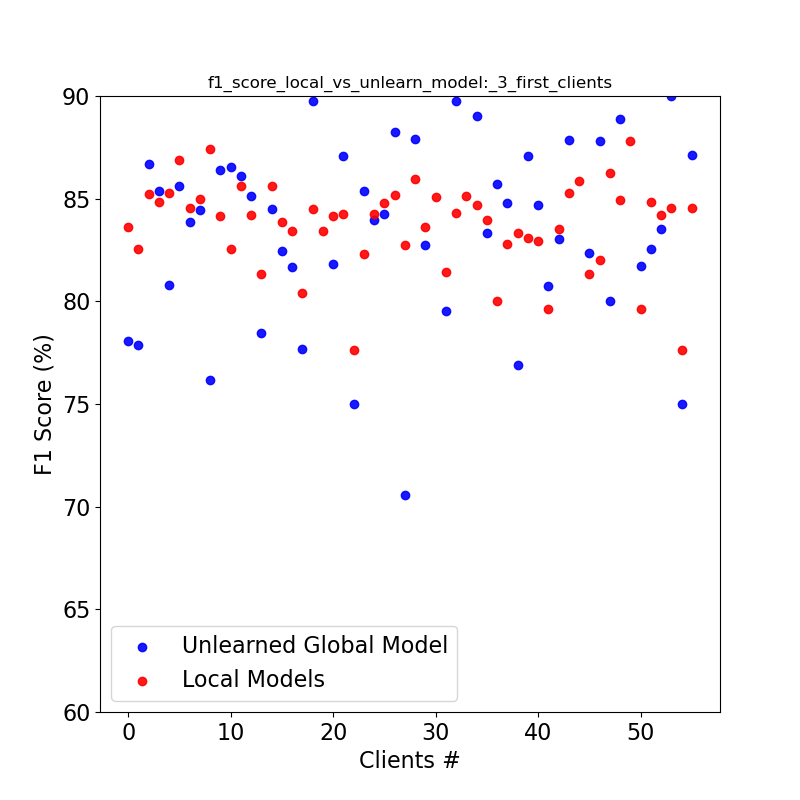 f1_score_local_vs_unlearn_model:_3_first_clients
90
85
80
75
70
65
60
F1 Score (%)
Unlearned Global Model
Local Models
0 10 20 30 40 50
Clients #